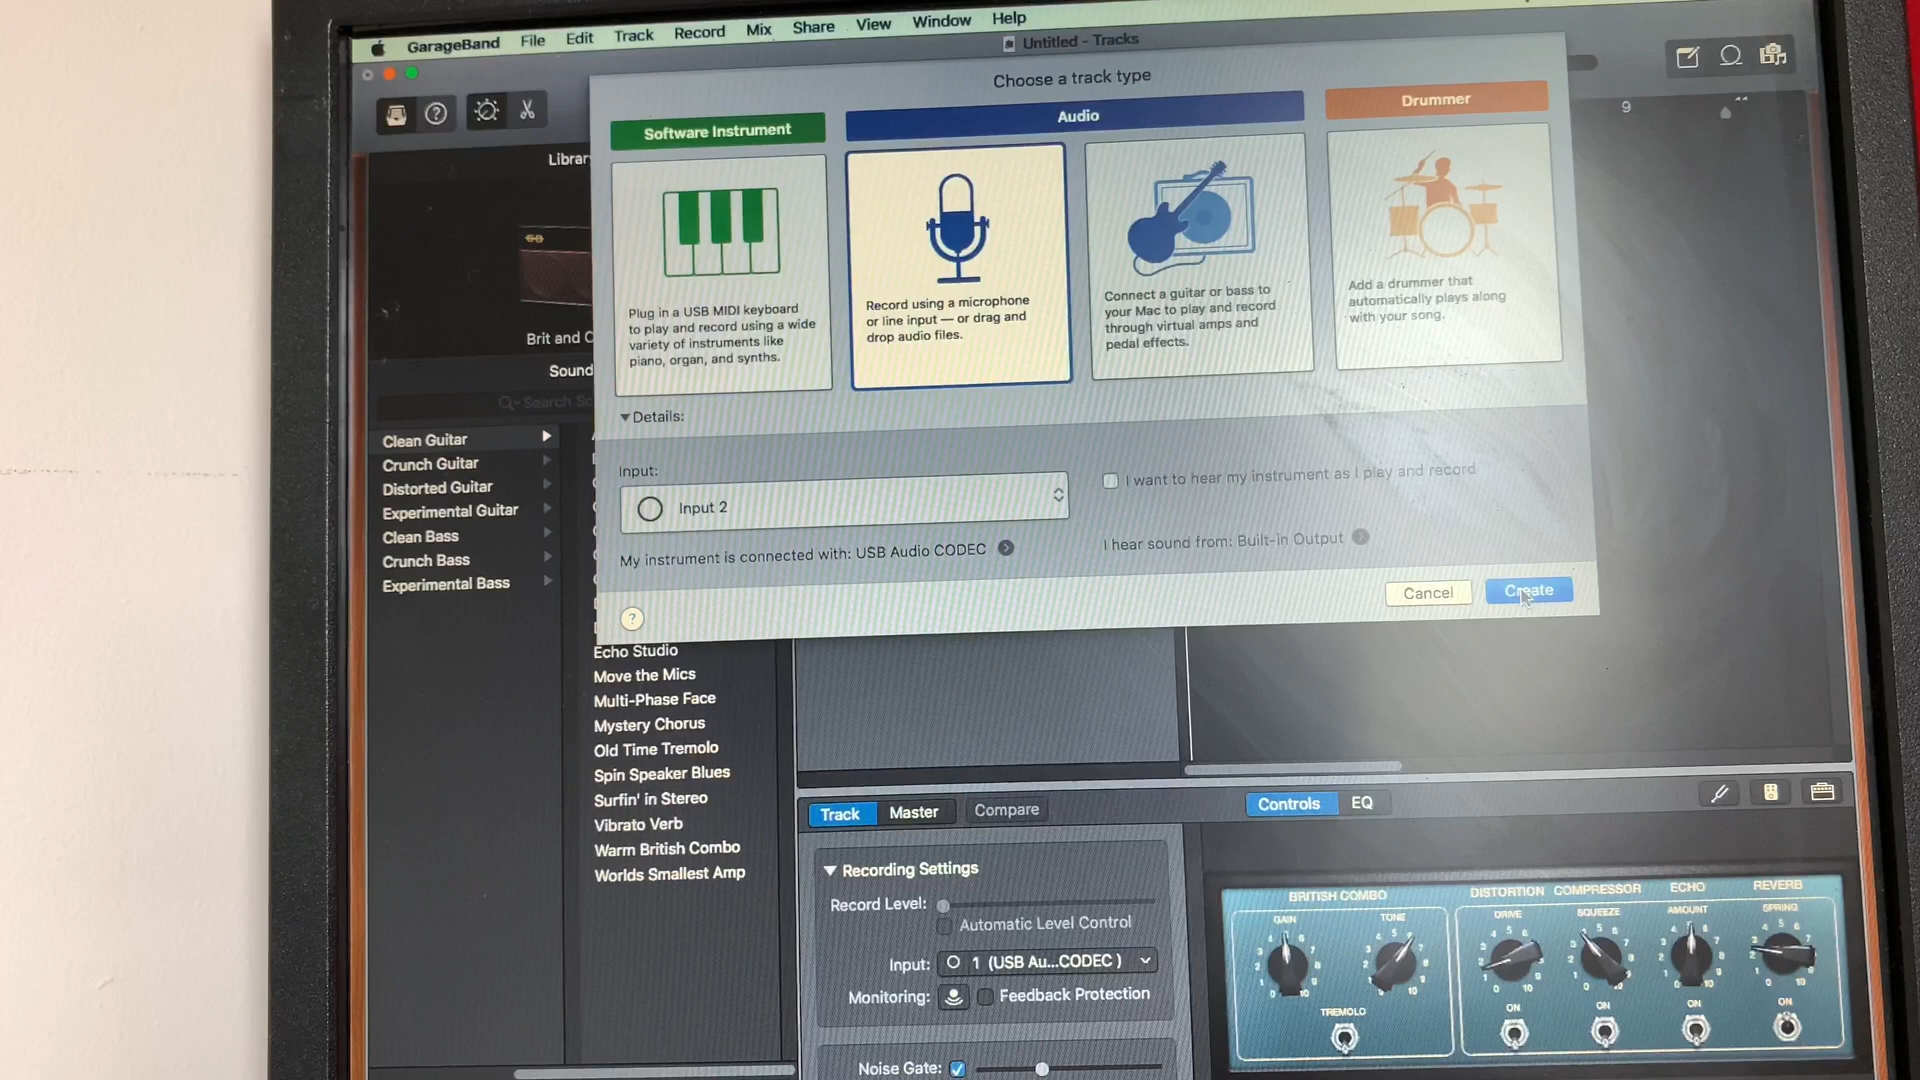 GarageBand File Edit Track Record Mix Share View Window Help
Untitled - Tracks
Choose a track type
Software Instrument
Audio
Drummer
9
Plug in a USB MIDI keyboard
to play and record using a wide
variety of instruments like
piano, organ, and synths.
Record using a microphone
or line input — or drag and
drop audio files.
Connect a guitar or bass to
your Mac to play and record
through virtual amps and
pedal effects.
Add a drummer that
automatically plays along
with your song.
Details:
Input:
Input 2
I want to hear my instrument as I play and record
My instrument is connected with: USB Audio CODEC
I hear sound from: Built-in Output
?
Cancel
Create
Brit and
Sound
Search
Clean Guitar
Crunch Guitar
Distorted Guitar
Experimental Guitar
Clean Bass
Crunch Bass
Experimental Bass
Echo Studio
Move the Mics
Multi-Phase Face
Mystery Chorus
Old Time Tremolo
Spin Speaker Blues
Surfin' in Stereo
Vibrato Verb
Warm British Combo
Worlds Smallest Amp
Track Master Compare
Controls EQ
Recording Settings
Record Level:
Automatic Level Control
Input: 1 (USB Au...CODEC )
Monitoring: Feedback Protection
Noise Gate:
BRITISH COMBO
GAIN
TONE
TREMOLO
DISTORTION COMPRESSOR ECHO REVERB
DRIVE SQUEEZE AMOUNT SPRING
ON ON ON ON